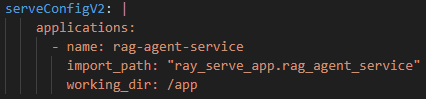 serveConfigV2: |
applications:
- name: rag-agent-service
import_path: "ray_serve_app.rag_agent_service"
working_dir: /app